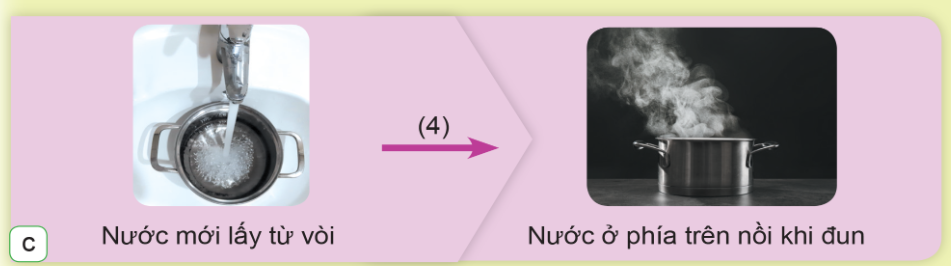 (4)
C
Nước mới lấy từ vòi
Nước ở phía trên nồi khi đun